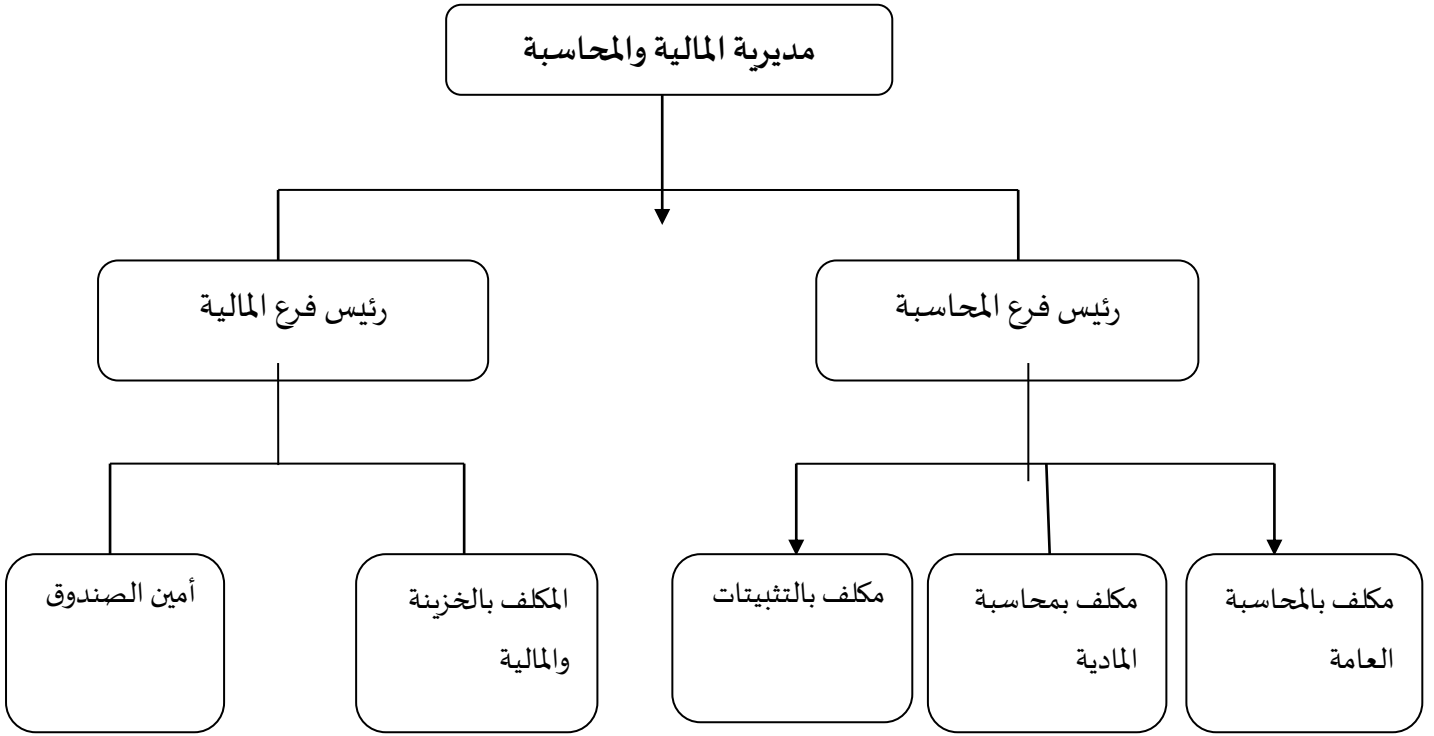 مديرية المالية والمحاسبة
رئيس فرع المحاسبة
رئيس فرع المالية
مكلف بالمحاسبة
العامة
مكلف بمحاسبة
المادية
مكلف بالتثبيتات
المكلف بالخزينة
والمالية
أمين الصندوق